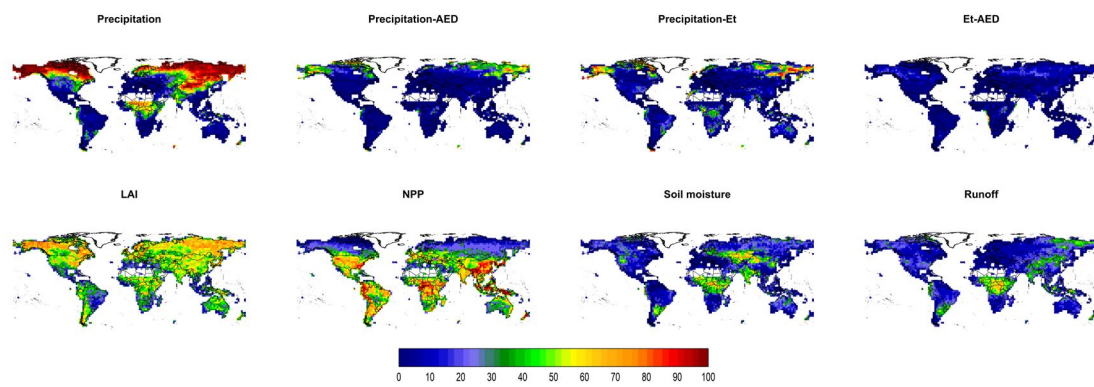 Precipitation
Precipitation-AED
Precipitation-Et
Et-AED
LAI
NPP
Soil moisture
Runoff
0 10 20 30 40 50 60 70 80 90 100